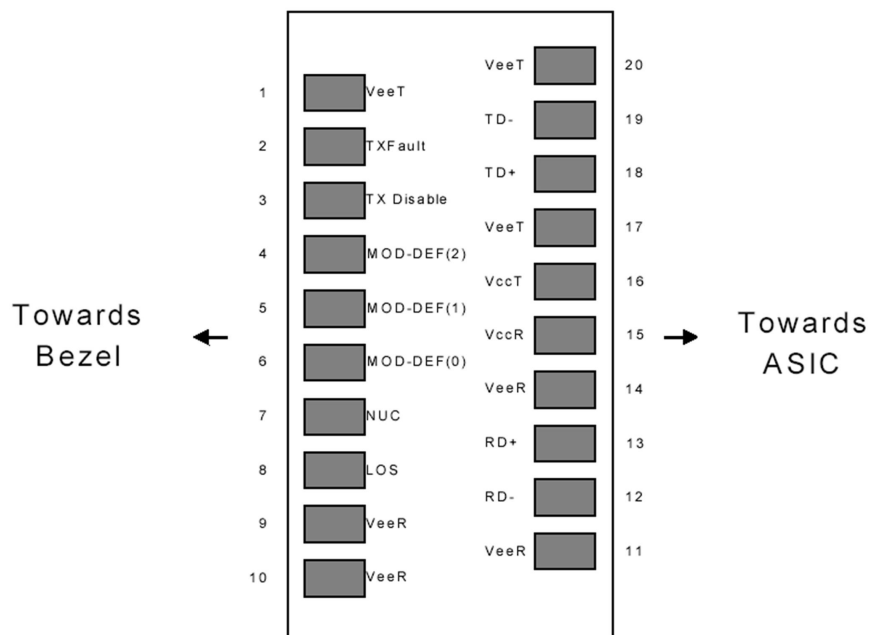 1 VeeT
2 TXFault
3 TX Disable
4 MOD-DEF(2)
5 MOD-DEF(1)
6 MOD-DEF(0)
7 NUC
8 LOS
9 VeeR
10 VeeR
VeeT 20
TD- 19
TD+ 18
VeeT 17
VccT 16
VccR 15
VeeR 14
RD+ 13
RD- 12
VeeR 11
Towards
Bezel
Towards
ASIC